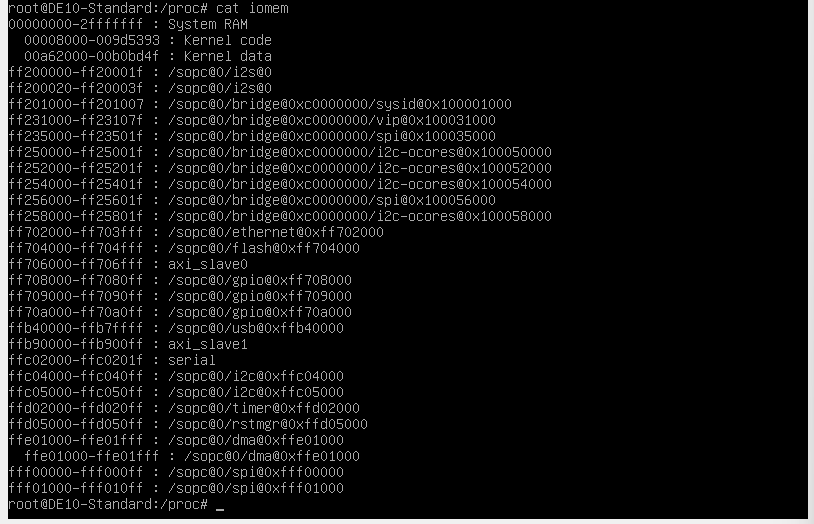 root@DE10-Standard:/proc# cat iomem
00000000-2fffffff : System RAM
  00008000-009d5393 : Kernel code
  00a62000-00b0bd4f : Kernel data
ff200000-ff20001f : /sopc@0/i2s@0
ff200020-ff20003f : /sopc@0/i2s@0
ff201000-ff201007 : /sopc@0/bridge@0xc0000000/sysid@0x100001000
ff231000-ff23107f : /sopc@0/bridge@0xc0000000/vip@0x100031000
ff235000-ff23501f : /sopc@0/bridge@0xc0000000/spi@0x100035000
ff250000-ff25001f : /sopc@0/bridge@0xc0000000/i2c-ocores@0x100050000
ff252000-ff25201f : /sopc@0/bridge@0xc0000000/i2c-ocores@0x100052000
ff254000-ff25401f : /sopc@0/bridge@0xc0000000/i2c-ocores@0x100054000
ff256000-ff25601f : /sopc@0/bridge@0xc0000000/spi@0x100056000
ff258000-ff25801f : /sopc@0/bridge@0xc0000000/i2c-ocores@0x100058000
ff702000-ff703fff : /sopc@0/ethernet@0xff702000
ff704000-ff704fff : /sopc@0/flash@0xff704000
ff706000-ff706fff : axi_slave0
ff708000-ff7080ff : /sopc@0/gpio@0xff708000
ff709000-ff7090ff : /sopc@0/gpio@0xff709000
ff70a000-ff70a0ff : /sopc@0/gpio@0xff70a000
ffb40000-ffb7ffff : /sopc@0/usb@0xffb40000
ffb90000-ffb900ff : axi_slave1
ffc02000-ffc0201f : serial
ffc04000-ffc040ff : /sopc@0/i2c@0xffc04000
ffc05000-ffc050ff : /sopc@0/i2c@0xffc05000
ffd02000-ffd020ff : /sopc@0/timer@0xffd02000
ffd05000-ffd050ff : /sopc@0/rstmgr@0xffd05000
ffe01000-ffe01fff : /sopc@0/dma@0xffe01000
  ffe01000-ffe01fff : /sopc@0/dma@0xffe01000
fff00000-fff000ff : /sopc@0/spi@0xfff00000
fff01000-fff010ff : /sopc@0/spi@0xfff01000
root@DE10-Standard:/proc# _